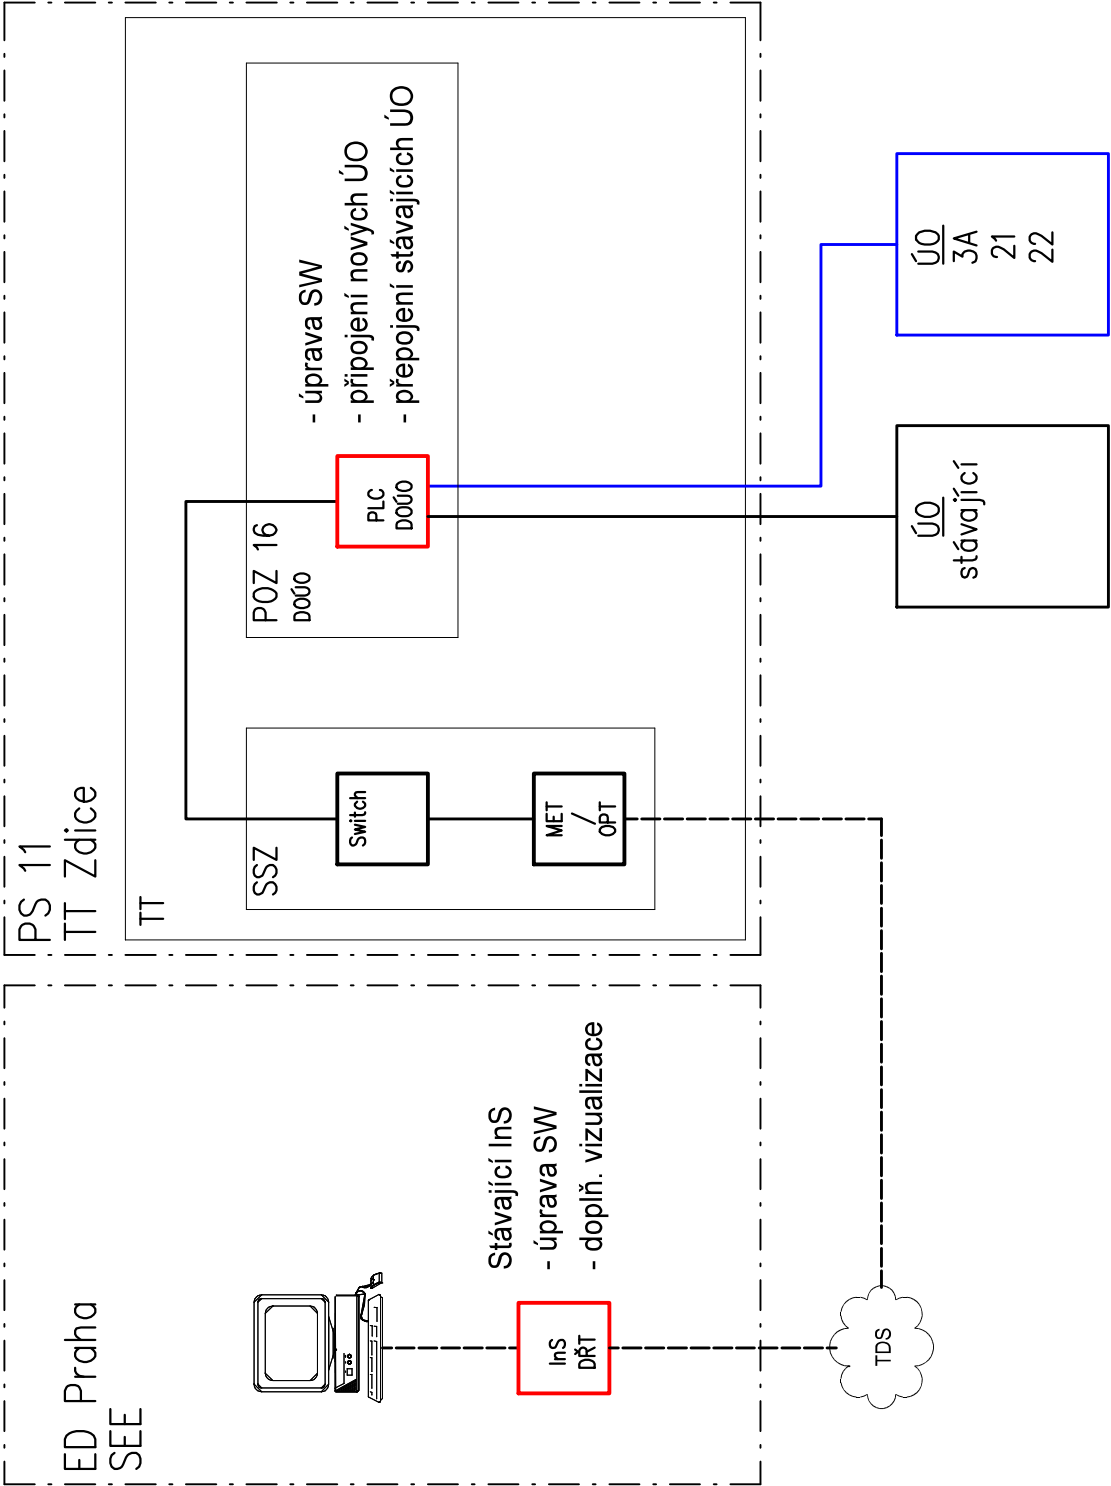 ED Praha
SEE
InS
DŘT
Stávající InS
- úprava SW
- doplň. vizualizace
TDS
PS 11
TT Zdice
TT
SSZ
Switch
MET
/
OPT
POZ 16
DOÚO
PLC
DOÚO
- úprava SW
- připojení nových ÚO
- přepojení stávajících ÚO
ÚO
stávající
ÚO
3A
21
22